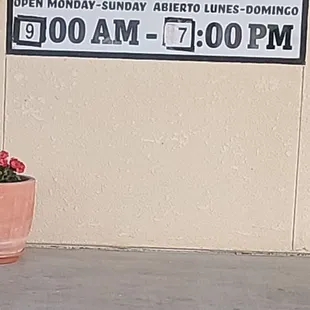 OPEN MONDAY-SUNDAY ABIERTO LUNES-DOMINGO
9:00 AM - 7:00 PM